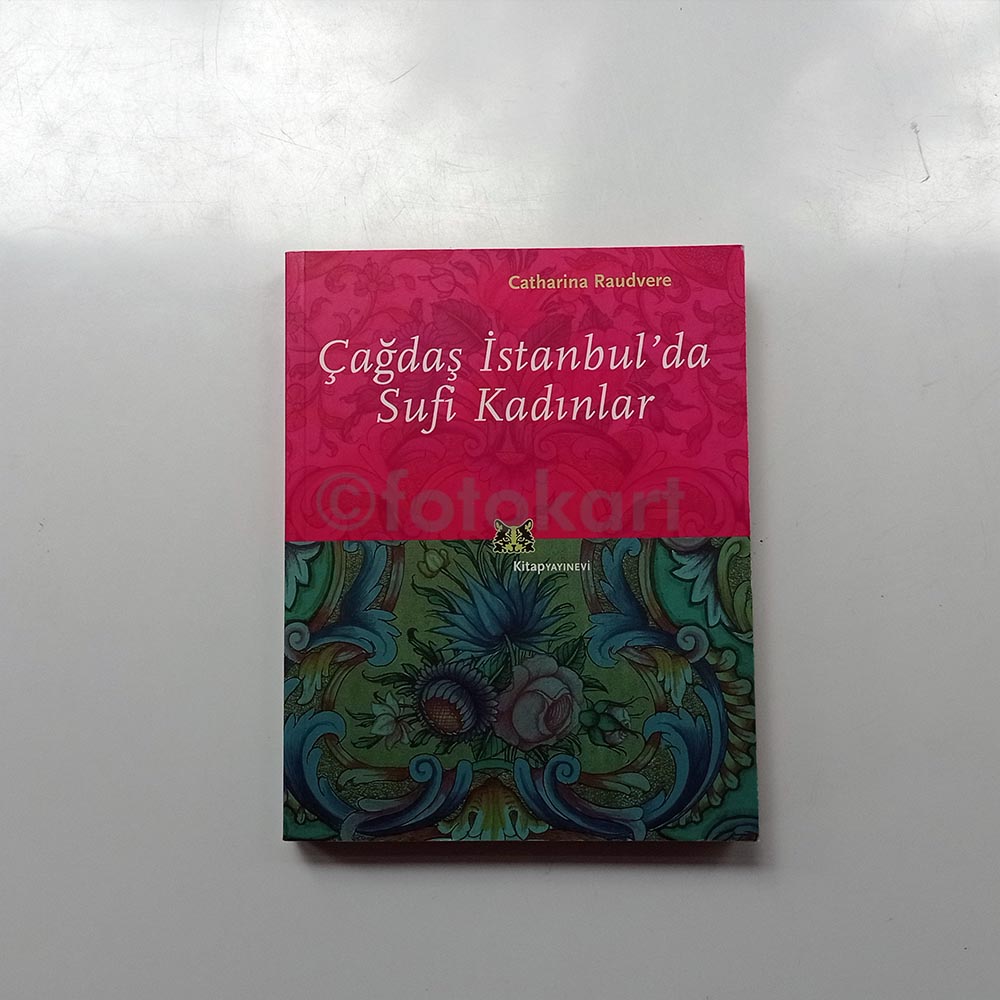 Catharina Raudvere
Çağdaş İstanbul'da
Sufi Kadınlar
©fotokart
KitapYAYINEVİ